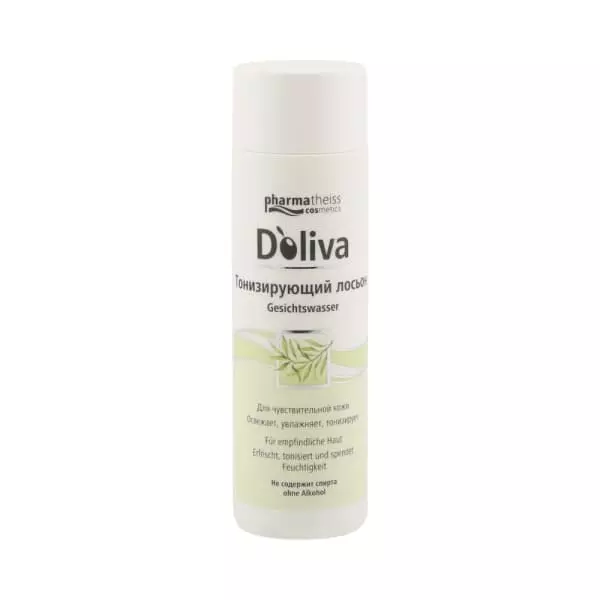 pharmatheiss
cosmetics
D'oliva
Тонизирующий лосьон
Gesichtswasser
Для чувствительной кожи
Освежает, увлажняет, тонизирует
Für empfindliche Haut
Erfrischt, tonisiert und spendet
Feuchtigkeit
Не содержит спирта
ohne Alkohol